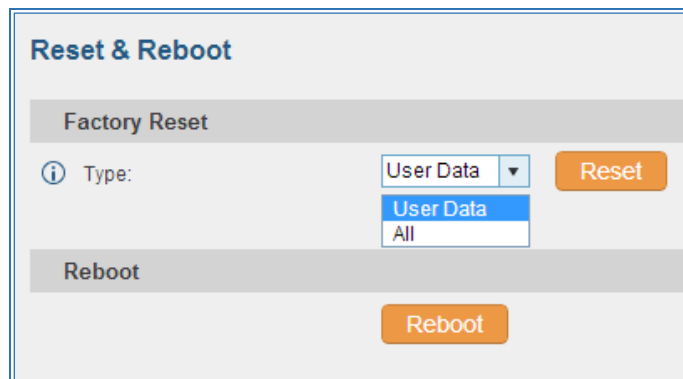 Reset & Reboot
Factory Reset
Type: User Data Reset
User Data
All
Reboot
Reboot